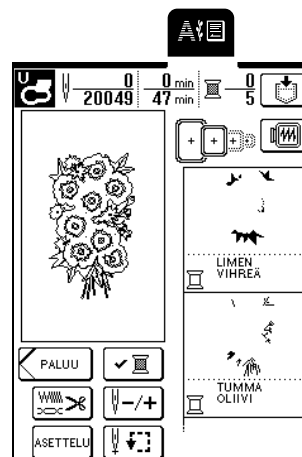 A
U
0 0 min 0
20049 47 min 5
LIMEN
VIHREÄ
PALUU
TUMMA
OLIIVI
-/+
ASETTELU